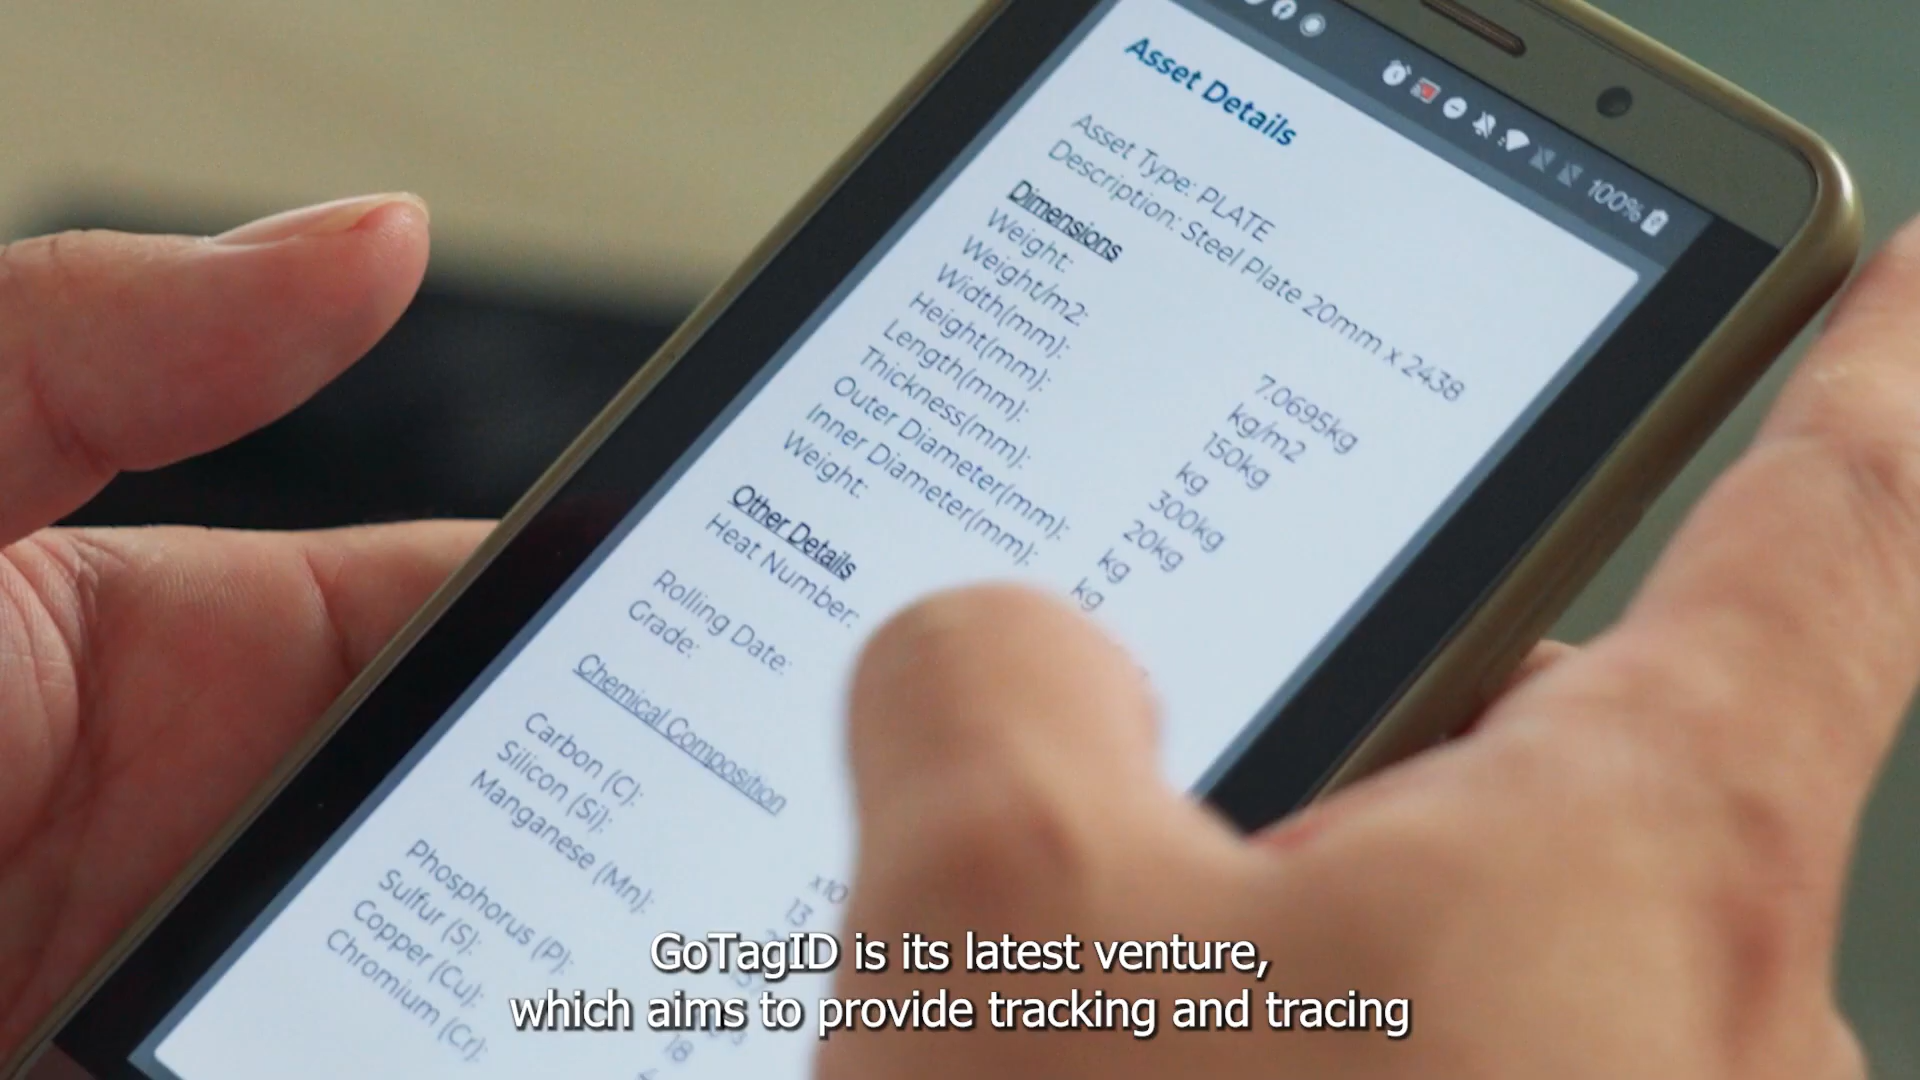 100%
Asset Details
Asset Type: PLATE
Description: Steel Plate 20mm x 2438
Dimensions
Weight: 7.0695kg
Weight/m2: kg/m2
Width(mm): 150kg
Height(mm): kg
Length(mm): 300kg
Thickness(mm): 20kg
Outer Diameter(mm): kg
Inner Diameter(mm): kg
Weight:
Other Details
Heat Number:
Rolling Date:
Grade:
Chemical Composition
x10
Carbon (C): 13
Silicon (Si):
Manganese (Mn):
Phosphorus (P): 18
Sulfur (S):
Copper (Cu):
Chromium (Cr):
GoTagID is its latest venture,
which aims to provide tracking and tracing